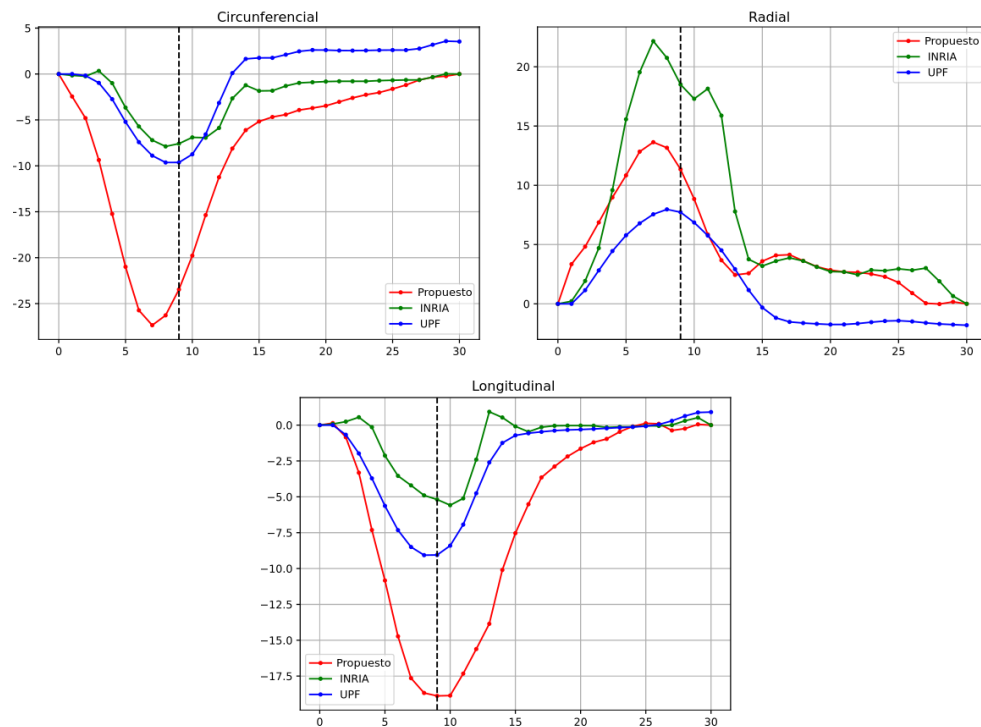 Circunferencial
5
0
-5
-10
-15
-20
-25
0 5 10 15 20 25 30
Propuesto
INRIA
UPF
Radial
20
15
10
5
0
0 5 10 15 20 25 30
Propuesto
INRIA
UPF
Longitudinal
0.0
−2.5
−5.0
−7.5
−10.0
−12.5
−15.0
−17.5
0 5 10 15 20 25 30
Propuesto
INRIA
UPF